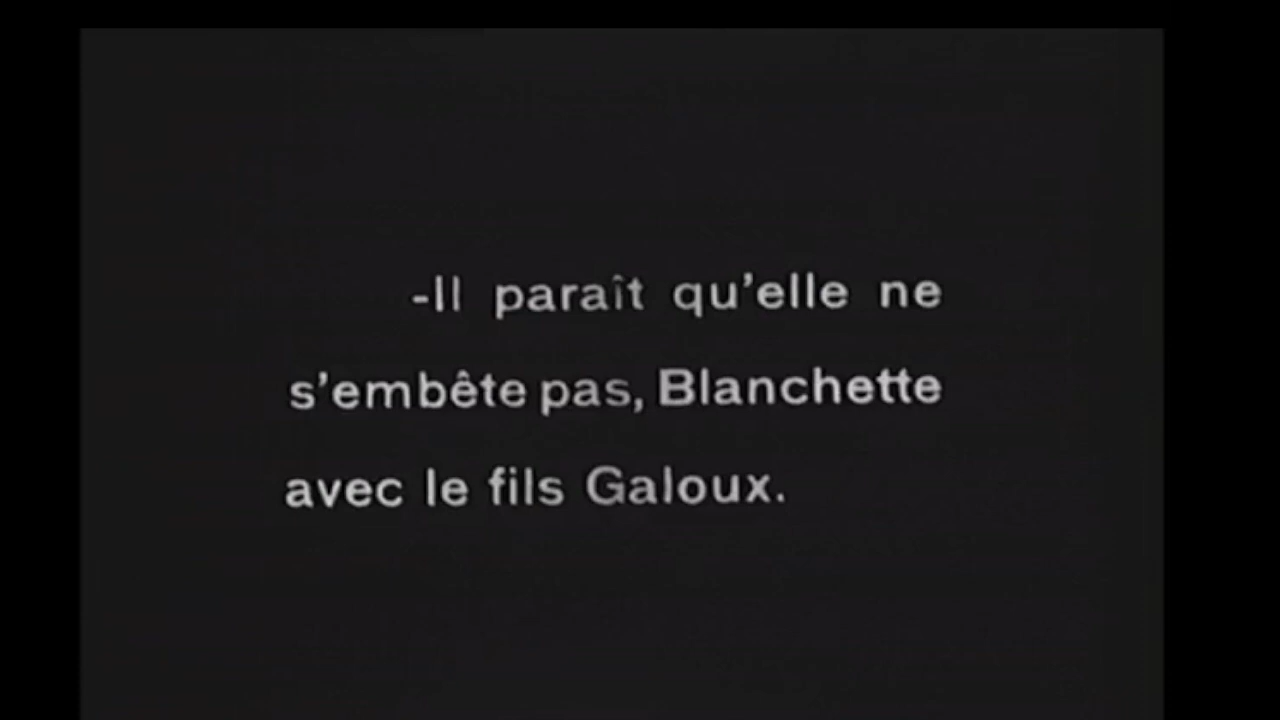 -Il paraît qu'elle ne
s'embête pas, Blanchette
avec le fils Galoux.